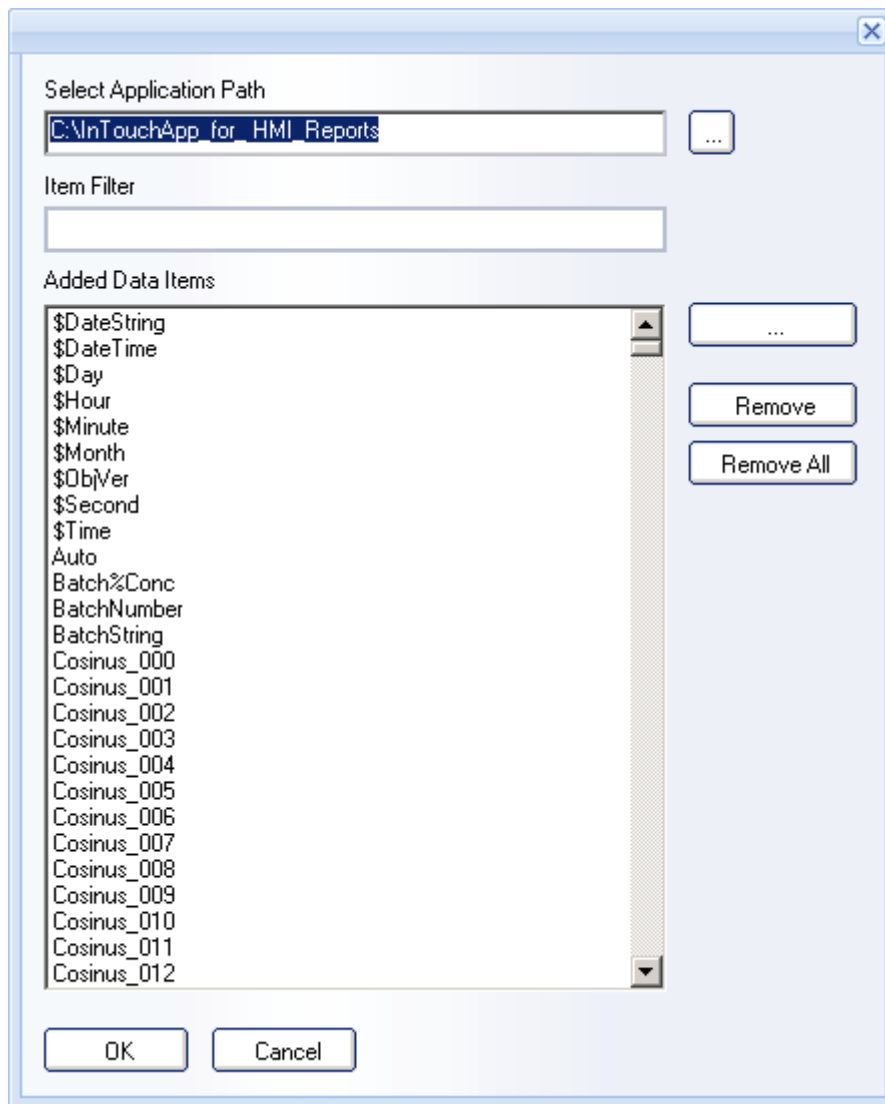 Select Application Path
C:\InTouchApp_for_ HMI_Reports
...
Item Filter
Added Data Items
$DateString
$DateTime
$Day
$Hour
$Minute
$Month
$ObjVer
$Second
$Time
Auto
Batch%Conc
BatchNumber
BatchString
Cosinus_000
Cosinus_001
Cosinus_002
Cosinus_003
Cosinus_004
Cosinus_005
Cosinus_006
Cosinus_007
Cosinus_008
Cosinus_009
Cosinus_010
Cosinus_011
Cosinus_012
...
Remove
Remove All
OK
Cancel